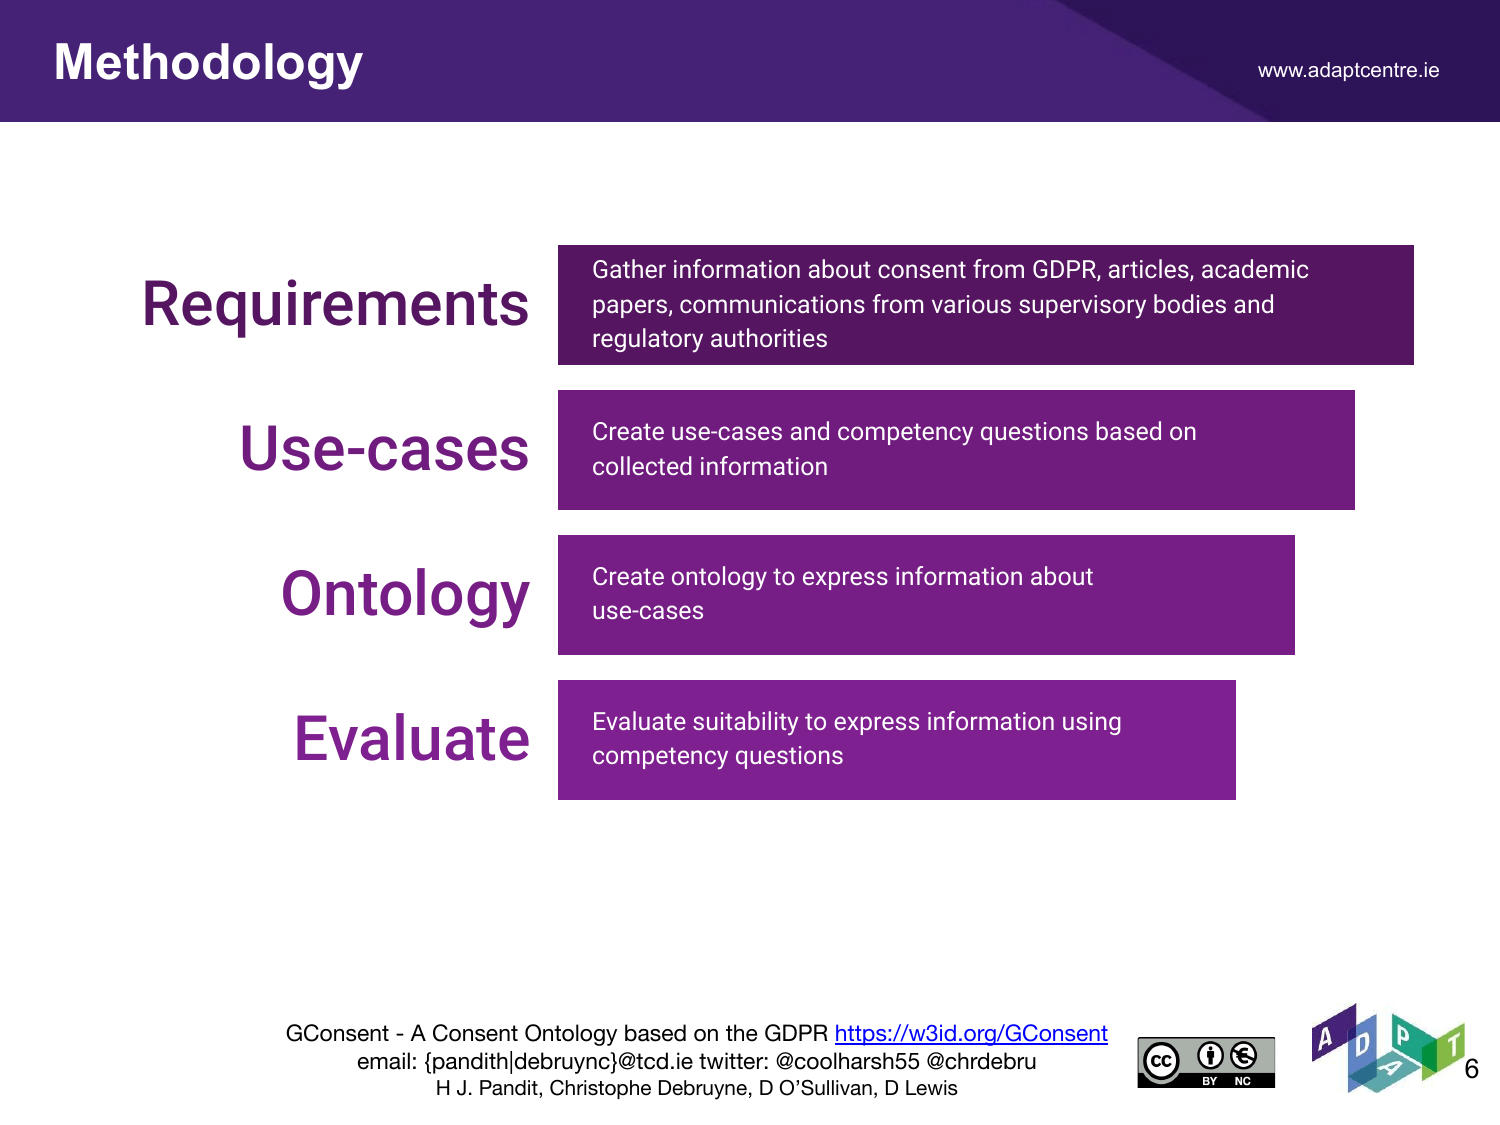 Methodology
www.adaptcentre.ie
Requirements
Gather information about consent from GDPR, articles, academic
papers, communications from various supervisory bodies and
regulatory authorities
Use-cases
Create use-cases and competency questions based on
collected information
Ontology
Create ontology to express information about
use-cases
Evaluate
Evaluate suitability to express information using
competency questions
GConsent - A Consent Ontology based on the GDPR https://w3id.org/GConsent
email: {pandith|debruync}@tcd.ie twitter: @coolharsh55 @chrdebru
H J. Pandit, Christophe Debruyne, D O’Sullivan, D Lewis
cc
BY NC
ADAPT
6